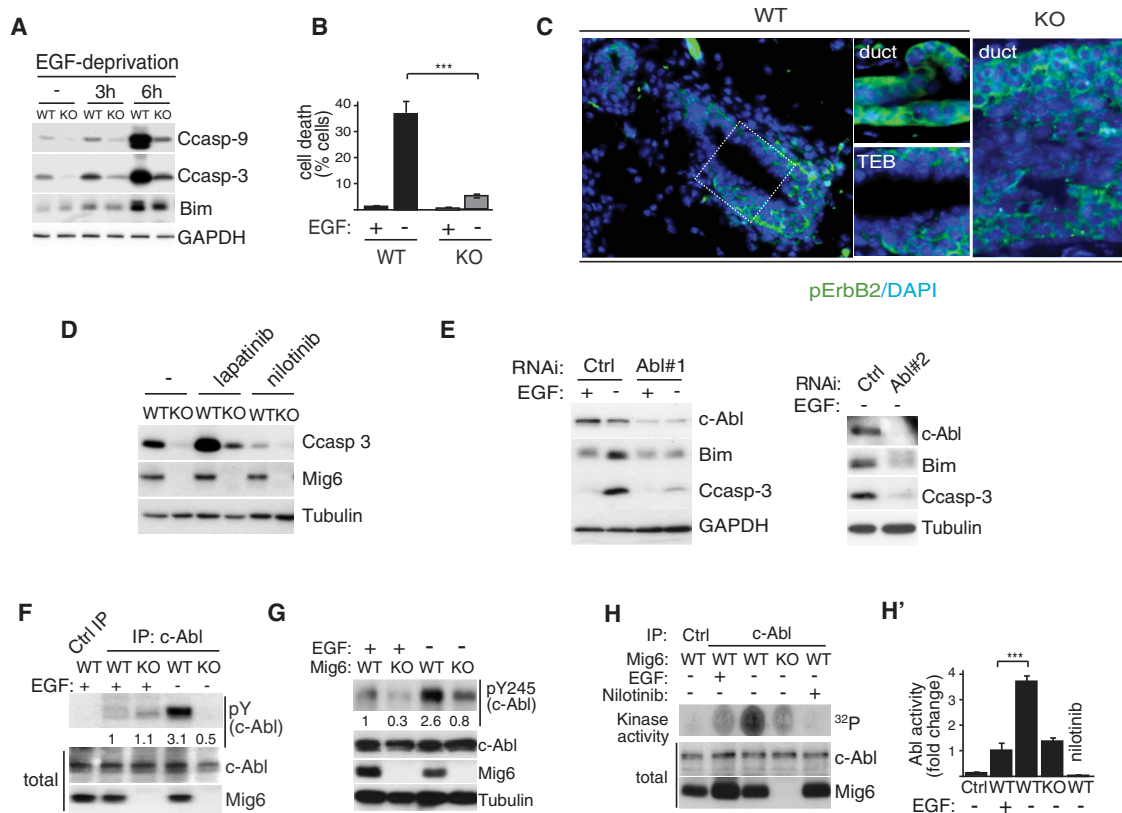 A
EGF-deprivation
- 3h 6h
WT KO WT KO WT KO
Ccasp-9
Ccasp-3
Bim
GAPDH
B
***
cell death
(% cells)
40
30
20
10
EGF: + - + -
WT KO
C
WT KO
duct
TEB
duct
pErbB2/DAPI
D
- lapatinib nilotinib
WTKO WTKO WTKO
Ccasp 3
Mig6
Tubulin
E
RNAi: Ctrl Abl#1
EGF: + - + -
c-Abl
Bim
Ccasp-3
GAPDH
RNAi: Ctrl Abl#2
EGF: - -
c-Abl
Bim
Ccasp-3
Tubulin
F
Ctrl IP IP: c-Abl
WT WT KO WT KO
EGF: + + + - -
pY
(c-Abl)
1 1.1 3.1 0.5
total
c-Abl
Mig6
G
EGF: + + - -
Mig6: WT KO WT KO
pY245
(c-Abl)
1 0.3 2.6 0.8
c-Abl
Mig6
Tubulin
H
IP: Ctrl c-Abl
Mig6: WT WT WT KO WT
EGF: - + - - -
Nilotinib: - - - - +
Kinase
activity
32P
total
c-Abl
Mig6
H'
***
Abl activity
(fold change)
4
3
2
1
0
nilotinib
Ctrl WT WT KO WT
EGF: + - - -